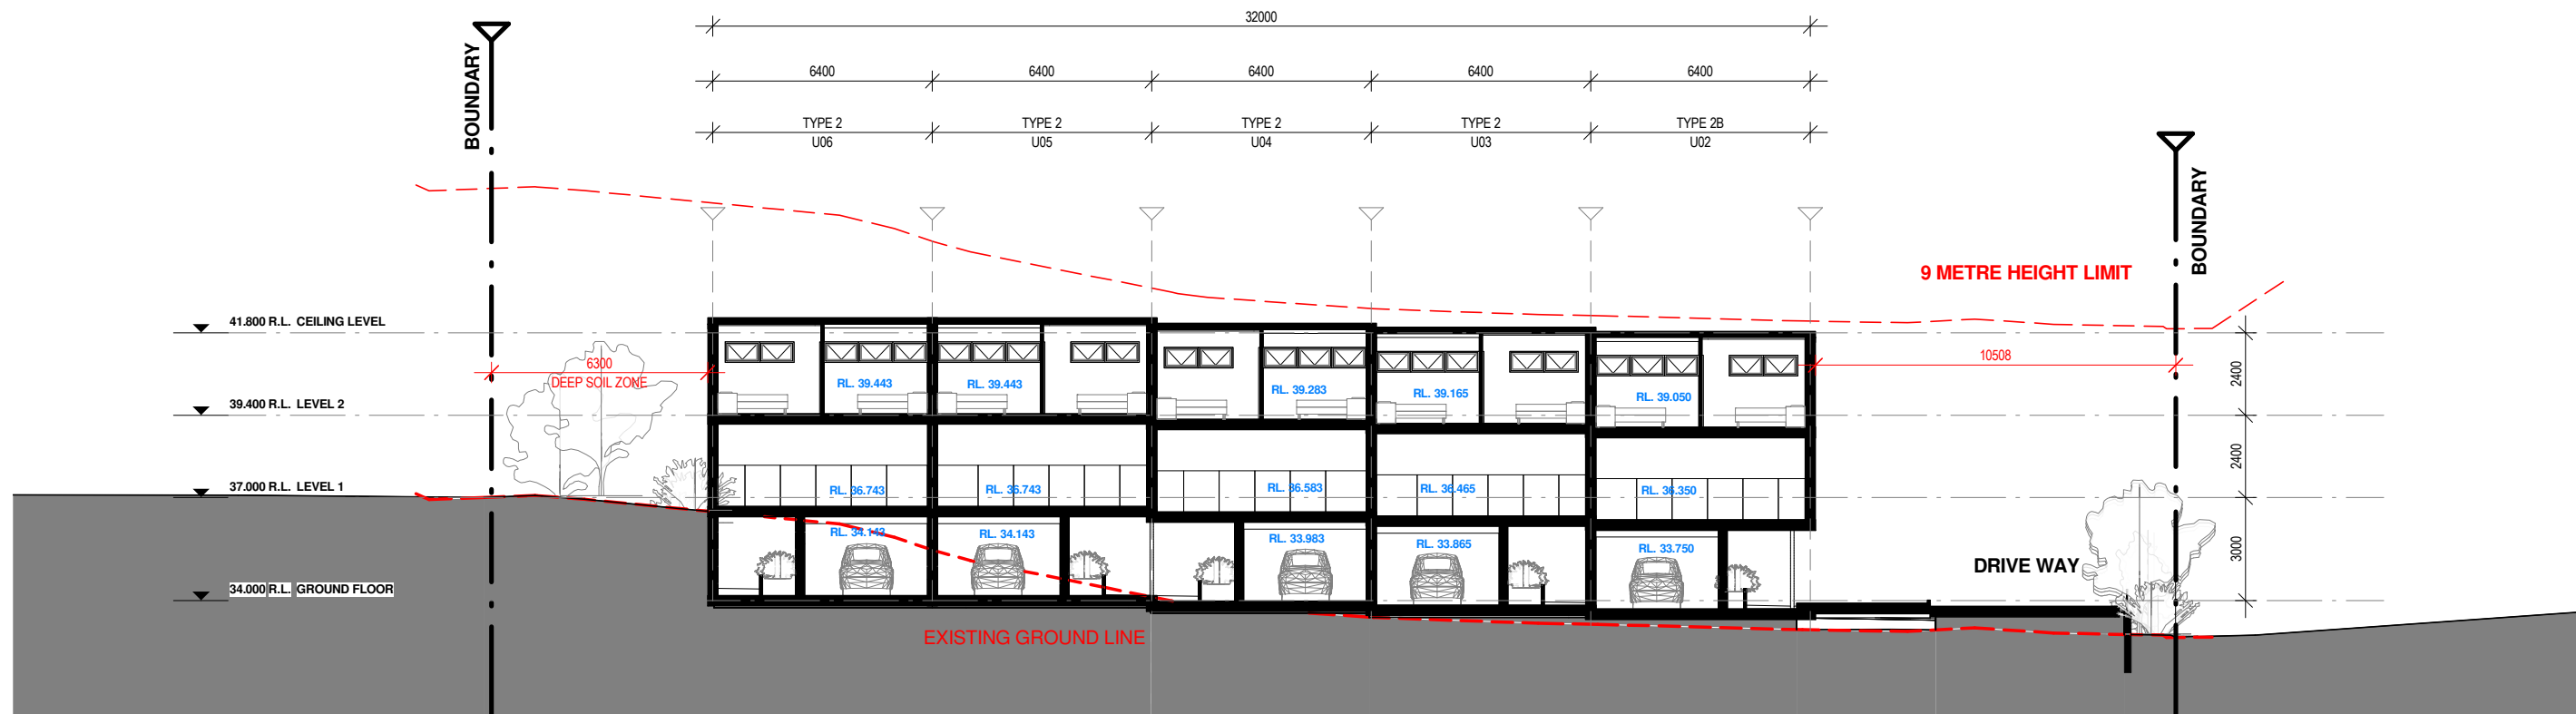 32000
6400 6400 6400 6400 6400
TYPE 2 TYPE 2 TYPE 2 TYPE 2 TYPE 2B
U06 U05 U04 U03 U02
BOUNDARY
BOUNDARY
9 METRE HEIGHT LIMIT
41.800 R.L. CEILING LEVEL
6300
DEEP SOIL ZONE
10508
2400
RL. 39.443 RL. 39.443 RL. 39.283 RL. 39.165 RL. 39.050
39.400 R.L. LEVEL 2
2400
37.000 R.L. LEVEL 1
RL. 36.743 RL. 36.743 RL. 36.583 RL. 36.465 RL. 36.350
RL. 34.143 RL. 34.143 RL. 33.983 RL. 33.865 RL. 33.750
3000
DRIVE WAY
34.000 R.L. GROUND FLOOR
EXISTING GROUND LINE